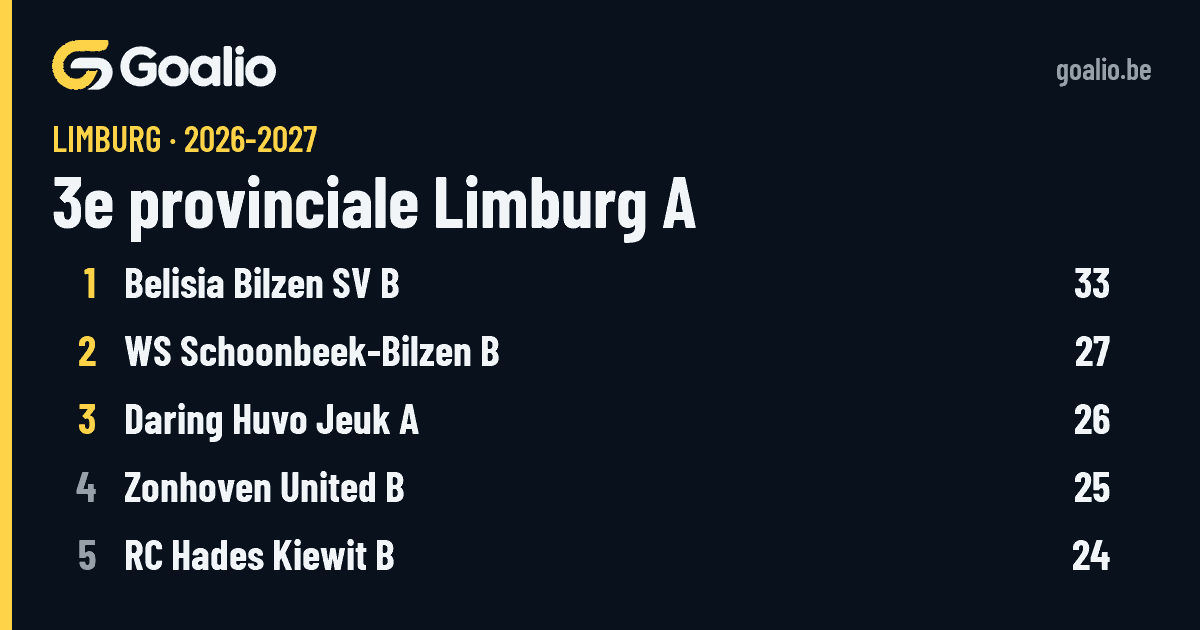 Goalio
goalio.be
LIMBURG · 2026-2027
3e provinciale Limburg A
1 Belisia Bilzen SV B 33
2 WS Schoonbeek-Bilzen B 27
3 Daring Huvo Jeuk A 26
4 Zonhoven United B 25
5 RC Hades Kiewit B 24